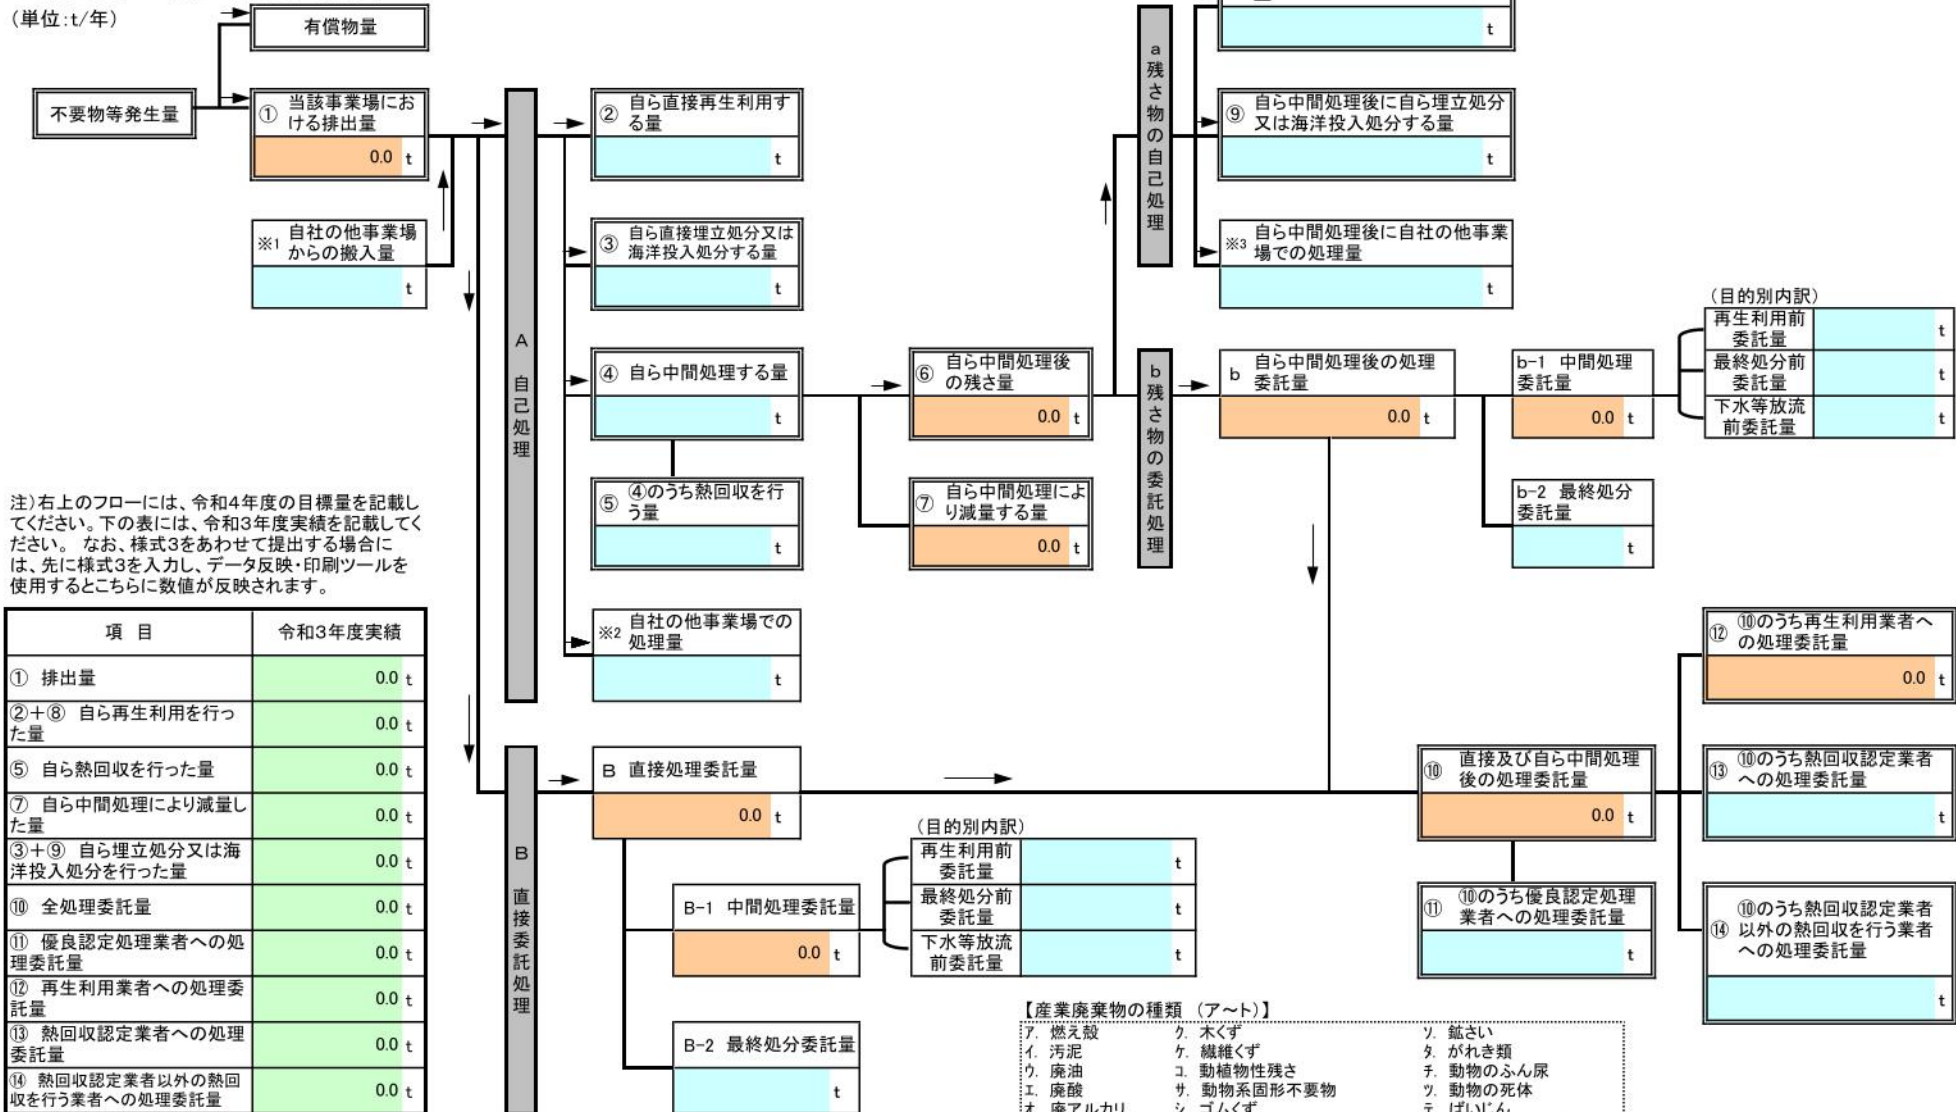 (単位:t/年)
有償物量
不要物等発生量
① 当該事業場にお
ける排出量
0.0 t
※1 自社の他事業場
からの搬入量
t
A 自己処理
② 自ら直接再生利用す
る量
t
③ 自ら直接埋立処分又は
海洋投入処分する量
t
④ 自ら中間処理する量
t
⑤ ④のうち熱回収を行
う量
t
※2 自社の他事業場での
処理量
t
⑥ 自ら中間処理後
の残さ量
0.0 t
⑦ 自ら中間処理によ
り減量する量
0.0 t
a 残さ物の自己処理
t
⑨ 自ら中間処理後に自ら埋立処分
又は海洋投入処分する量
t
※3 自ら中間処理後に自社の他事業
場での処理量
t
b 残さ物の委託処理
b 自ら中間処理後の処理
委託量
0.0 t
b-1 中間処理
委託量
0.0 t
(目的別内訳)
再生利用前
委託量
t
最終処分前
委託量
t
下水等放流
前委託量
t
b-2 最終処分
委託量
t
注)右上のフローには、令和4年度の目標量を記載し
てください。下の表には、令和3年度実績を記載してく
ださい。 なお、様式3をあわせて提出する場合に
は、先に様式3を入力し、データ反映・印刷ツールを
使用するとこちらに数値が反映されます。
項 目 令和3年度実績
① 排出量 0.0 t
②+⑧ 自ら再生利用を行っ
た量 0.0 t
⑤ 自ら熱回収を行った量 0.0 t
⑦ 自ら中間処理により減量し
た量 0.0 t
③+⑨ 自ら埋立処分又は海
洋投入処分を行った量 0.0 t
⑩ 全処理委託量 0.0 t
⑪ 優良認定処理業者への処
理委託量 0.0 t
⑫ 再生利用業者への処理委
託量 0.0 t
⑬ 熱回収認定業者への処理
委託量 0.0 t
⑭ 熱回収認定業者以外の熱回
収を行う業者への処理委託量 0.0 t
B 直接委託処理
B 直接処理委託量
0.0 t
B-1 中間処理委託量
0.0 t
(目的別内訳)
再生利用前
委託量
t
最終処分前
委託量
t
下水等放流
前委託量
t
B-2 最終処分委託量
t
⑩ 直接及び自ら中間処理
後の処理委託量
0.0 t
⑪ ⑩のうち優良認定処理
業者への処理委託量
t
⑫ ⑩のうち再生利用業者へ
の処理委託量
0.0 t
⑬ ⑩のうち熱回収認定業者
への処理委託量
t
⑭ ⑩のうち熱回収認定業者
以外の熱回収を行う業者
への処理委託量
t
【産業廃棄物の種類 (ア~ト)】
ア. 燃え殻 ク. 木くず ソ. 鉱さい
イ. 汚泥 ケ. 繊維くず タ. がれき類
ウ. 廃油 コ. 動植物性残さ チ. 動物のふん尿
エ. 廃酸 サ. 動物系固形不要物 ツ. 動物の死体
オ. 廃アルカリ シ. ゴムくず テ. ばいじん